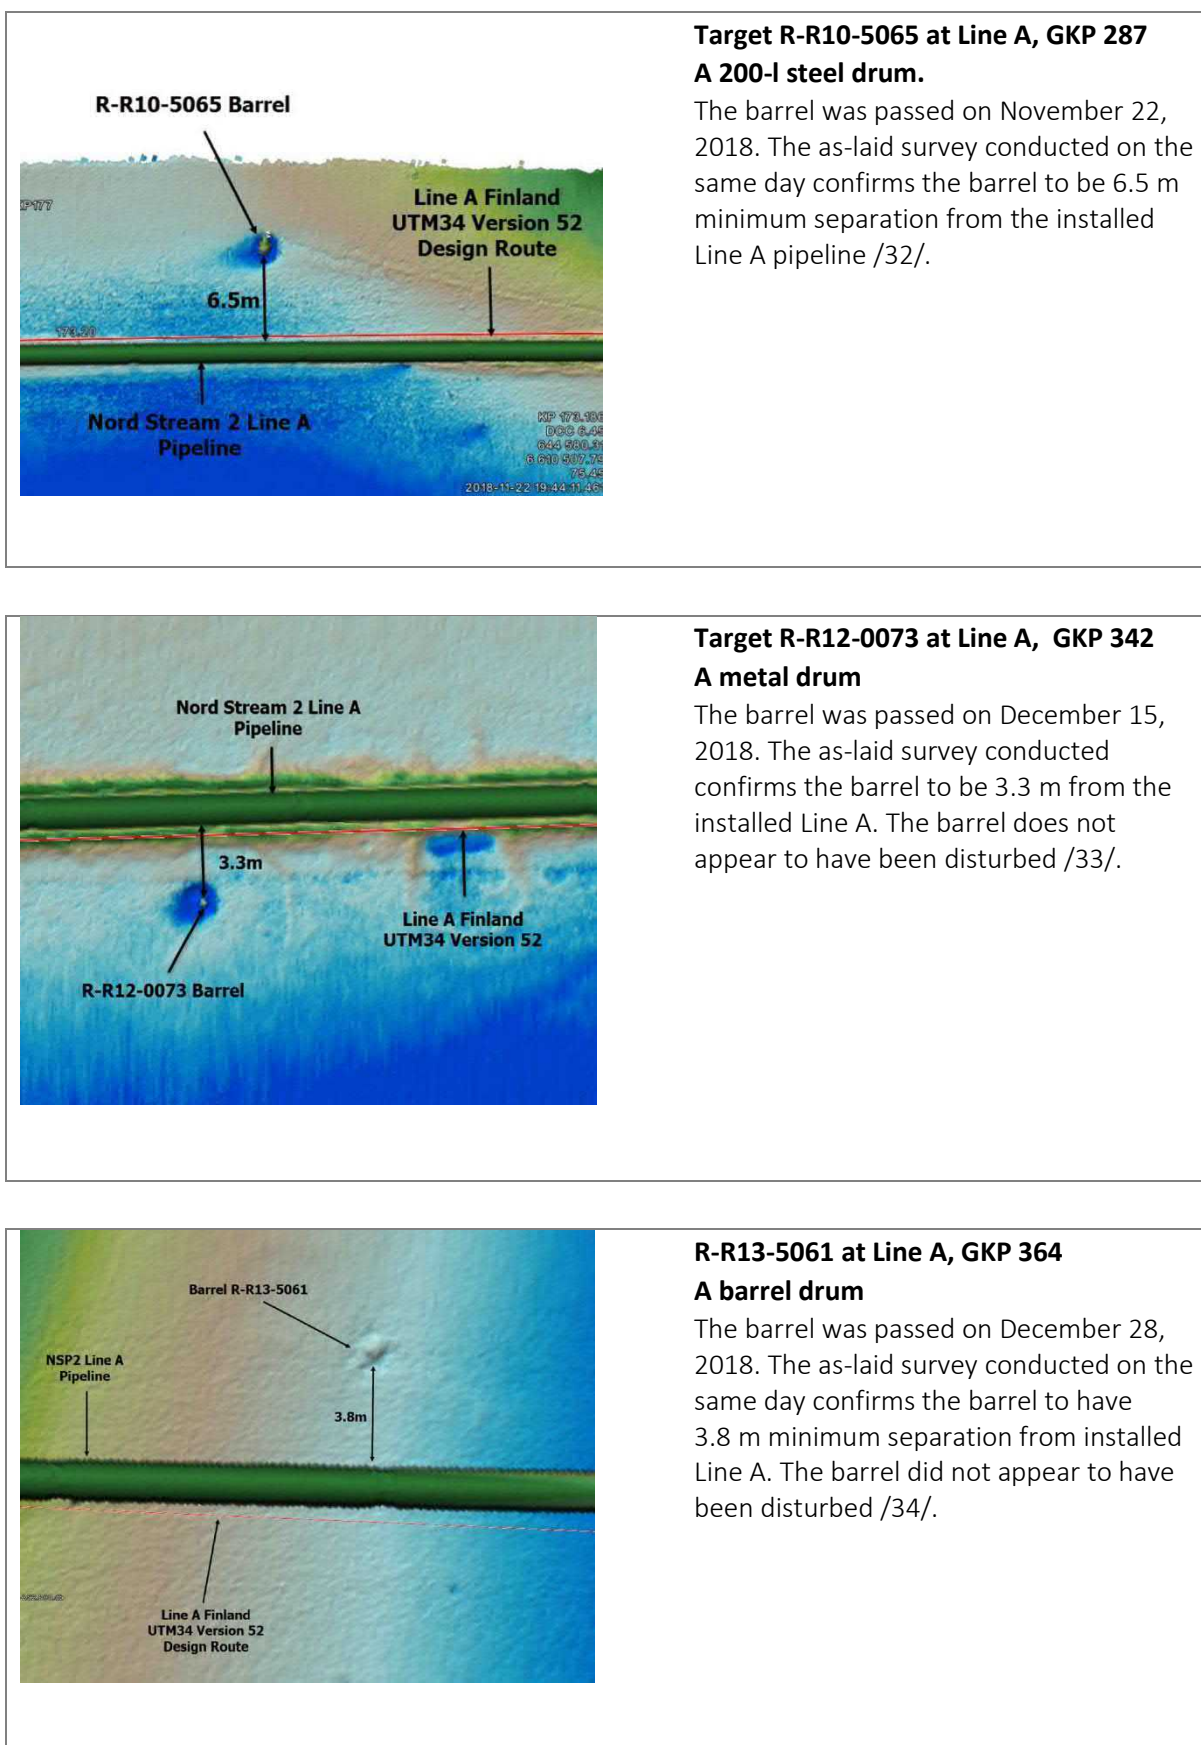 R-R10-5065 Barrel
Line A Finland
UTM34 Version 52
Design Route
6.5m
Nord Stream 2 Line A
Pipeline
2018-11-22 19:44:11.46
Target R-R10-5065 at Line A, GKP 287
A 200-l steel drum.
The barrel was passed on November 22,
2018. The as-laid survey conducted on the
same day confirms the barrel to be 6.5 m
minimum separation from the installed
Line A pipeline /32/.
Nord Stream 2 Line A
Pipeline
3.3m
Line A Finland
UTM34 Version 52
R-R12-0073 Barrel
Target R-R12-0073 at Line A, GKP 342
A metal drum
The barrel was passed on December 15,
2018. The as-laid survey conducted
confirms the barrel to be 3.3 m from the
installed Line A. The barrel does not
appear to have been disturbed /33/.
Barrel R-R13-5061
NSP2 Line A
Pipeline
3.8m
Line A Finland
UTM34 Version 52
Design Route
R-R13-5061 at Line A, GKP 364
A barrel drum
The barrel was passed on December 28,
2018. The as-laid survey conducted on the
same day confirms the barrel to have
3.8 m minimum separation from installed
Line A. The barrel did not appear to have
been disturbed /34/.